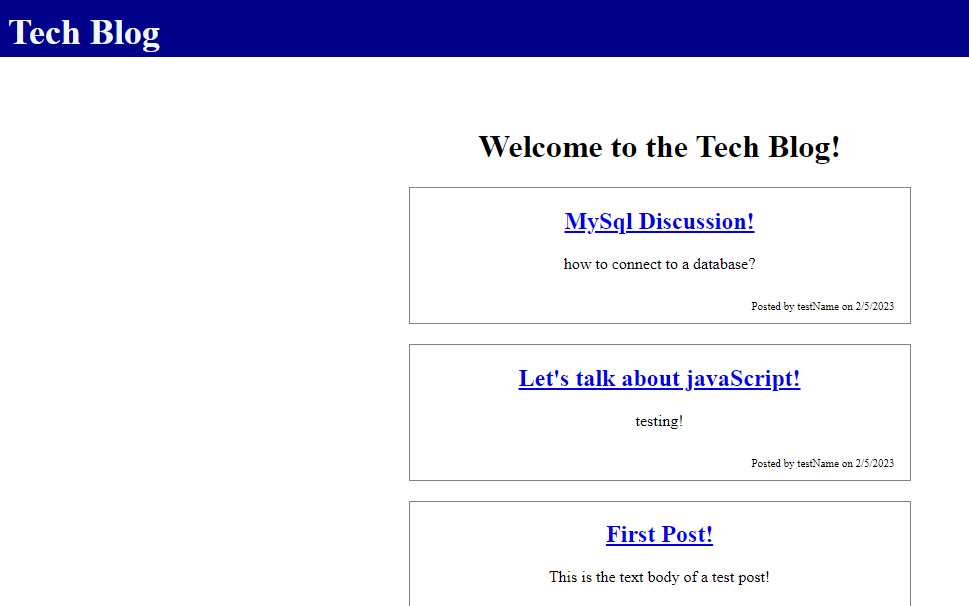 Tech Blog
Welcome to the Tech Blog!
MySql Discussion!
how to connect to a database?
Posted by testName on 2/5/2023
Let's talk about javaScript!
testing!
Posted by testName on 2/5/2023
First Post!
This is the text body of a test post!